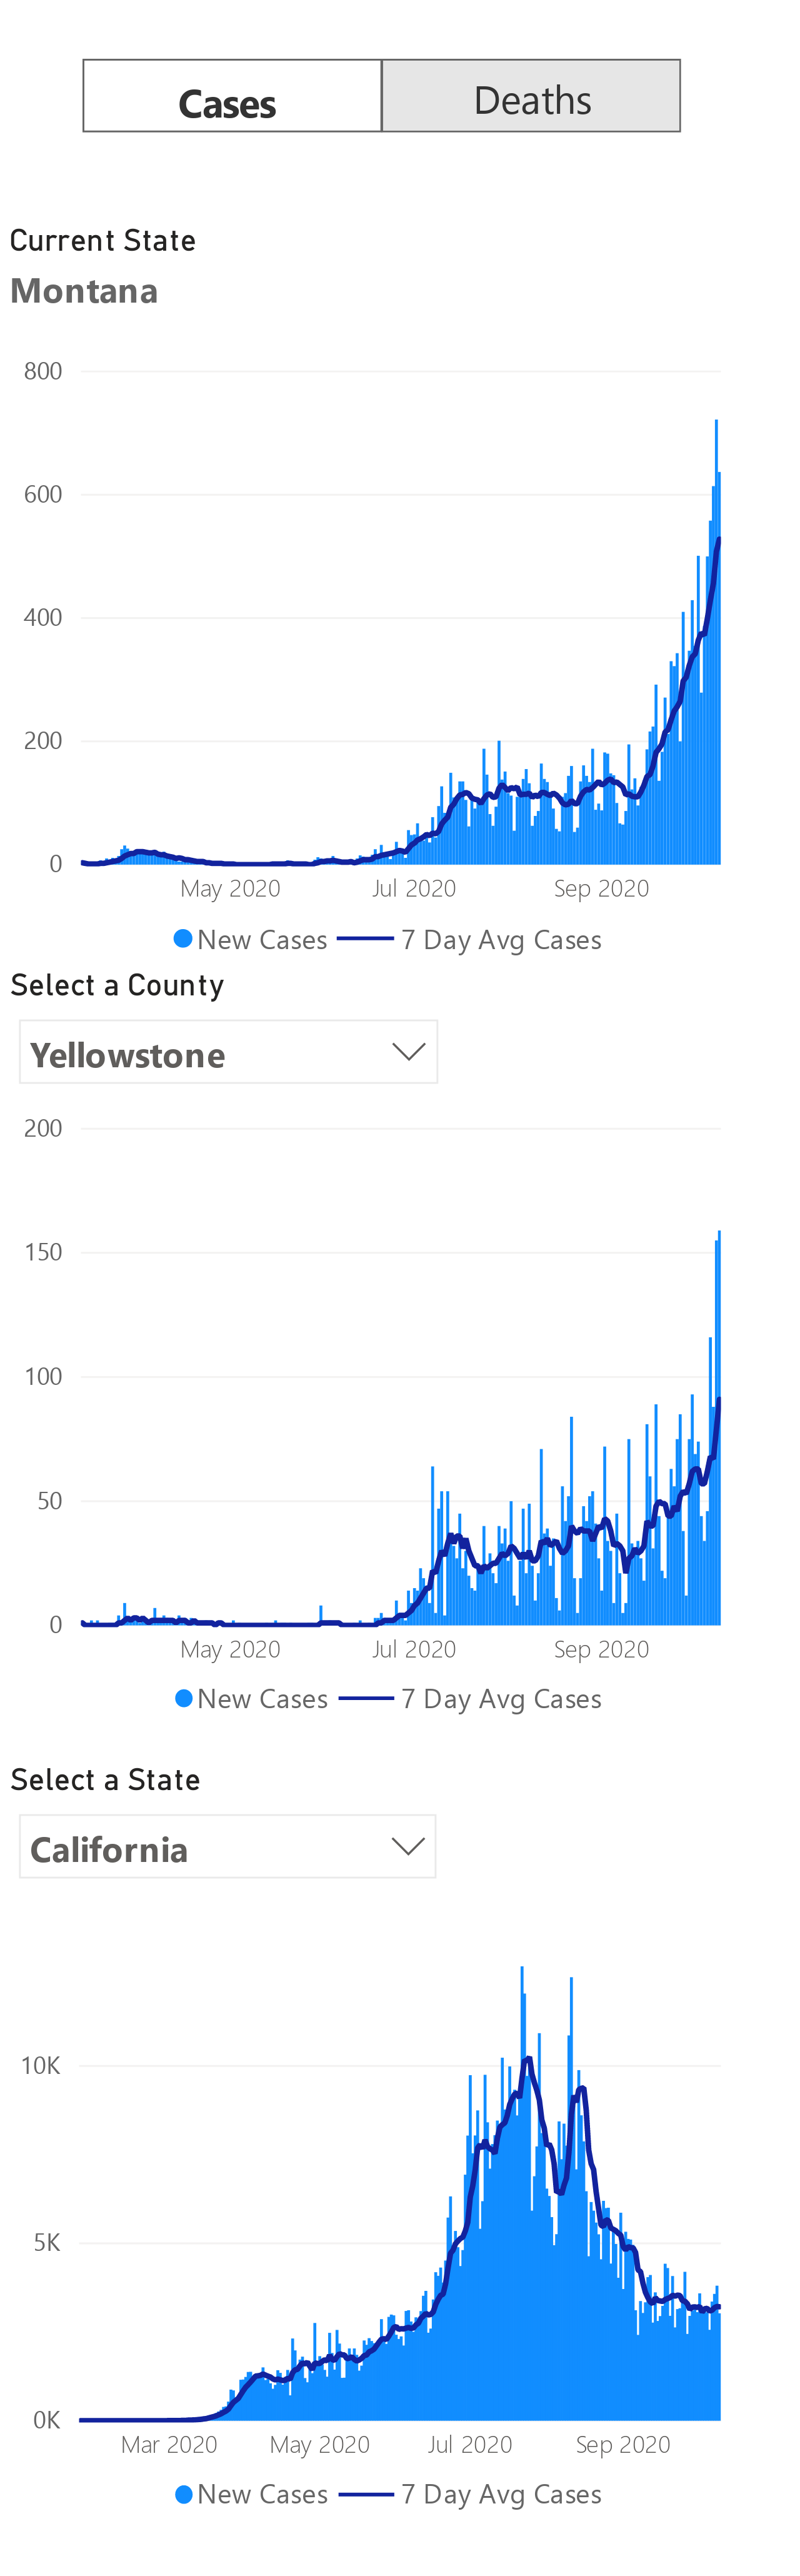 Cases Deaths
Current State
Montana
800
600
400
200
0
May 2020 Jul 2020 Sep 2020
New Cases 7 Day Avg Cases
Select a County
Yellowstone
200
150
100
50
0
May 2020 Jul 2020 Sep 2020
New Cases 7 Day Avg Cases
Select a State
California
10K
5K
0K
Mar 2020 May 2020 Jul 2020 Sep 2020
New Cases 7 Day Avg Cases